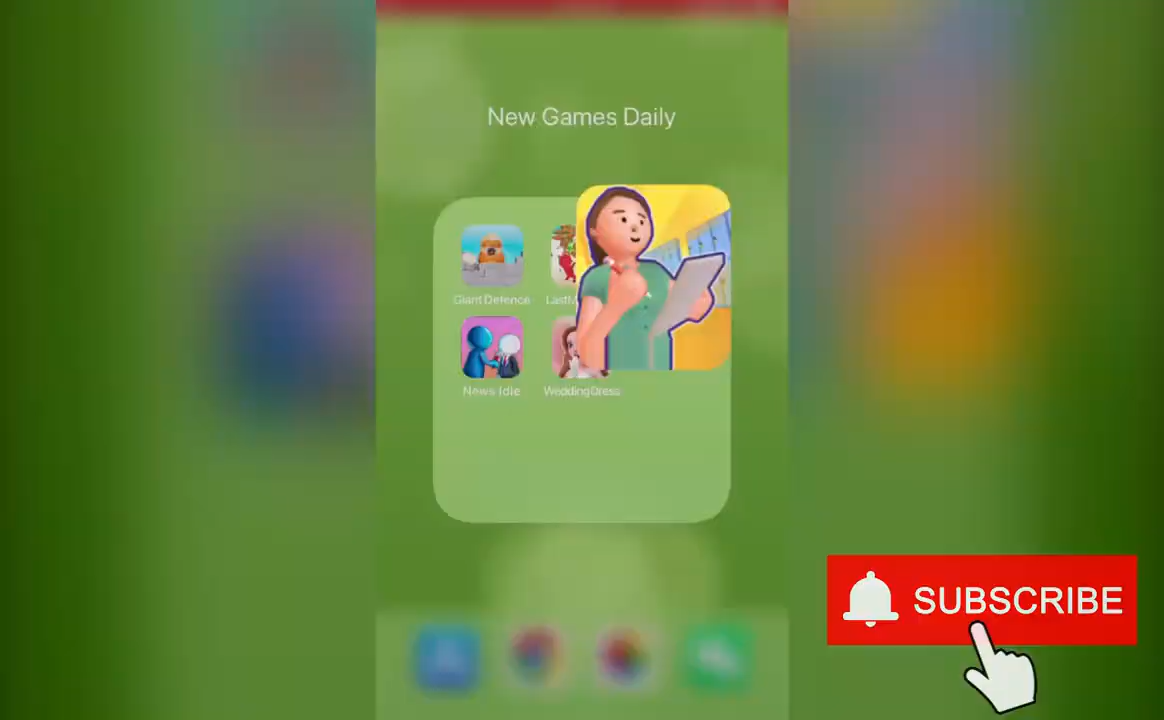 New Games Daily
Giant Defence
News Idle
WeddingDress
SUBSCRIBE